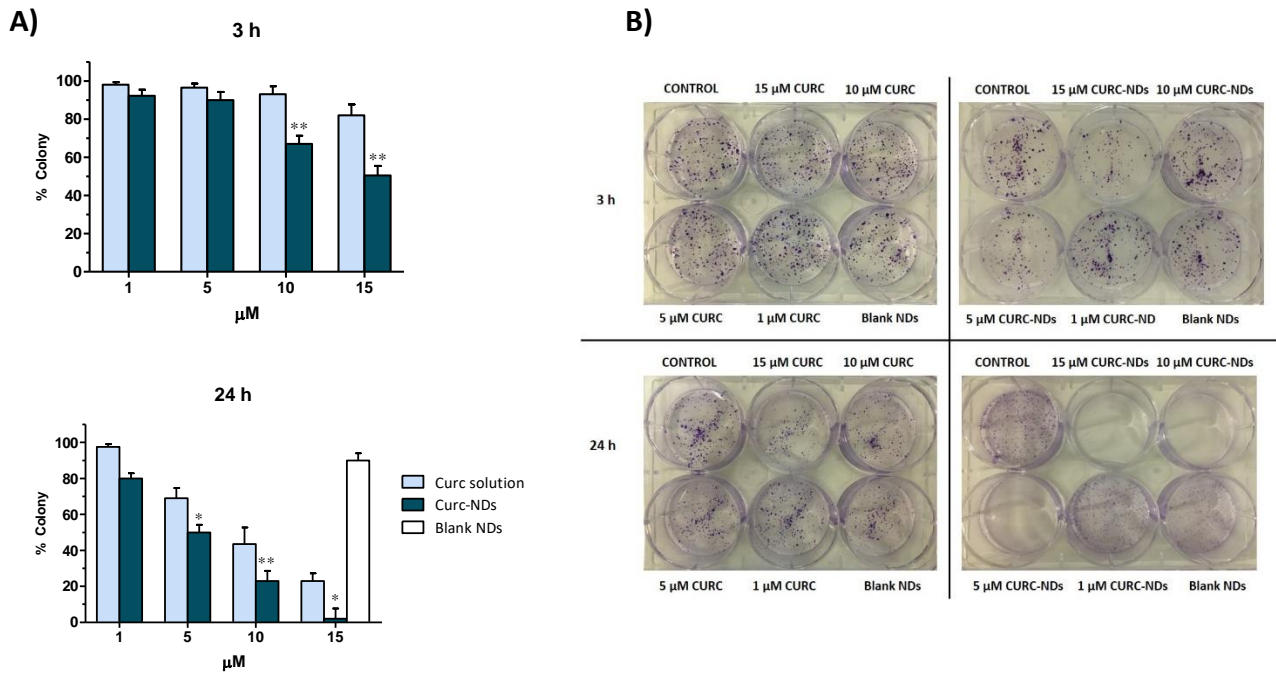 A)
3 h
100
80
60
40
20
0
% Colony
**
**
1 5 10 15
µM
24 h
100
80
60
40
20
0
% Colony
*
**
*
1 5 10 15
µM
Curc solution
Curc-NDs
Blank NDs
B)
CONTROL 15 µM CURC 10 µM CURC
CONTROL 15 µM CURC-NDs 10 µM CURC-NDs
3 h
5 µM CURC 1 µM CURC Blank NDs
5 µM CURC-NDs 1 µM CURC-ND Blank NDs
CONTROL 15 µM CURC 10 µM CURC
CONTROL 15 µM CURC-NDs 10 µM CURC-NDs
24 h
5 µM CURC 1 µM CURC Blank NDs
5 µM CURC-NDs 1 µM CURC-NDs Blank NDs